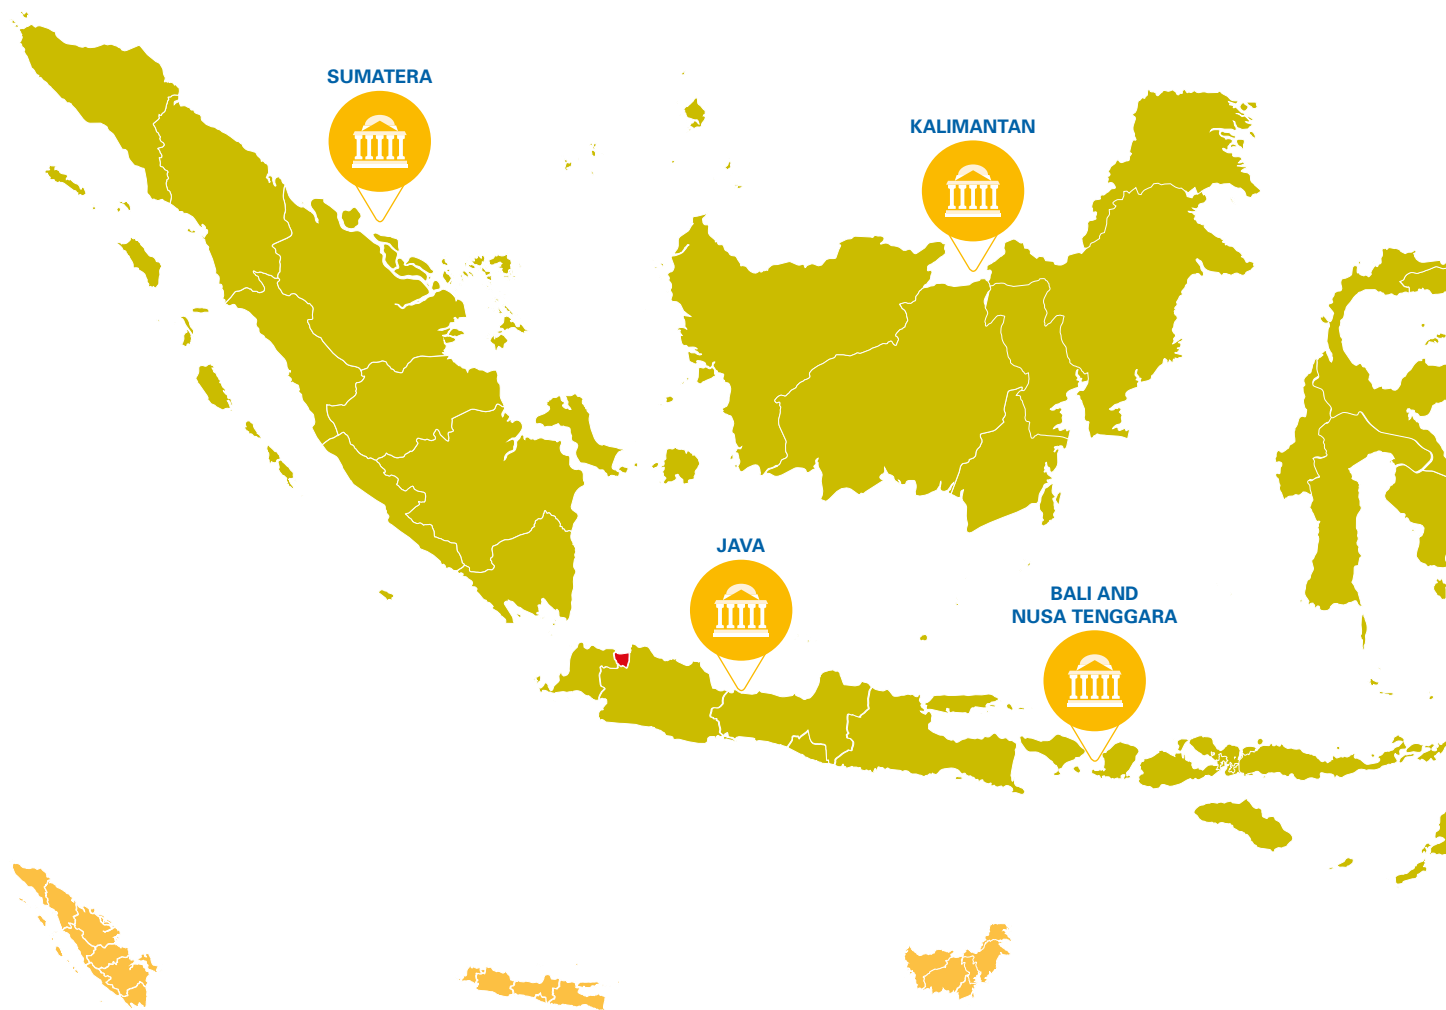 SUMATERA
KALIMANTAN
JAVA
BALI AND
NUSA TENGGARA